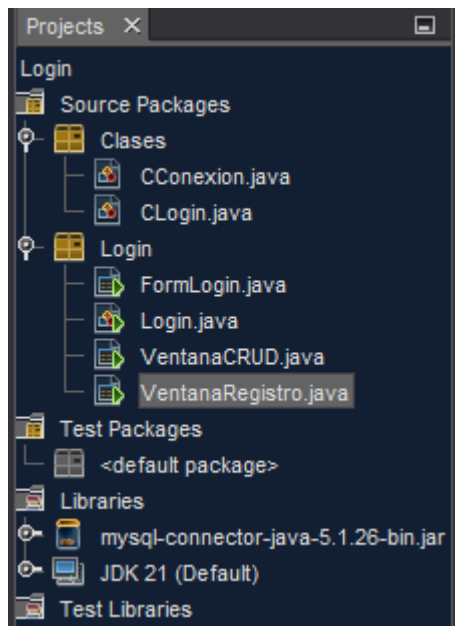 Projects
Login
Source Packages
Clases
CConexion.java
CLogin.java
Login
FormLogin.java
Login.java
VentanaCRUD.java
VentanaRegistro.java
Test Packages
<default package>
Libraries
mysql-connector-java-5.1.26-bin.jar
JDK 21 (Default)
Test Libraries